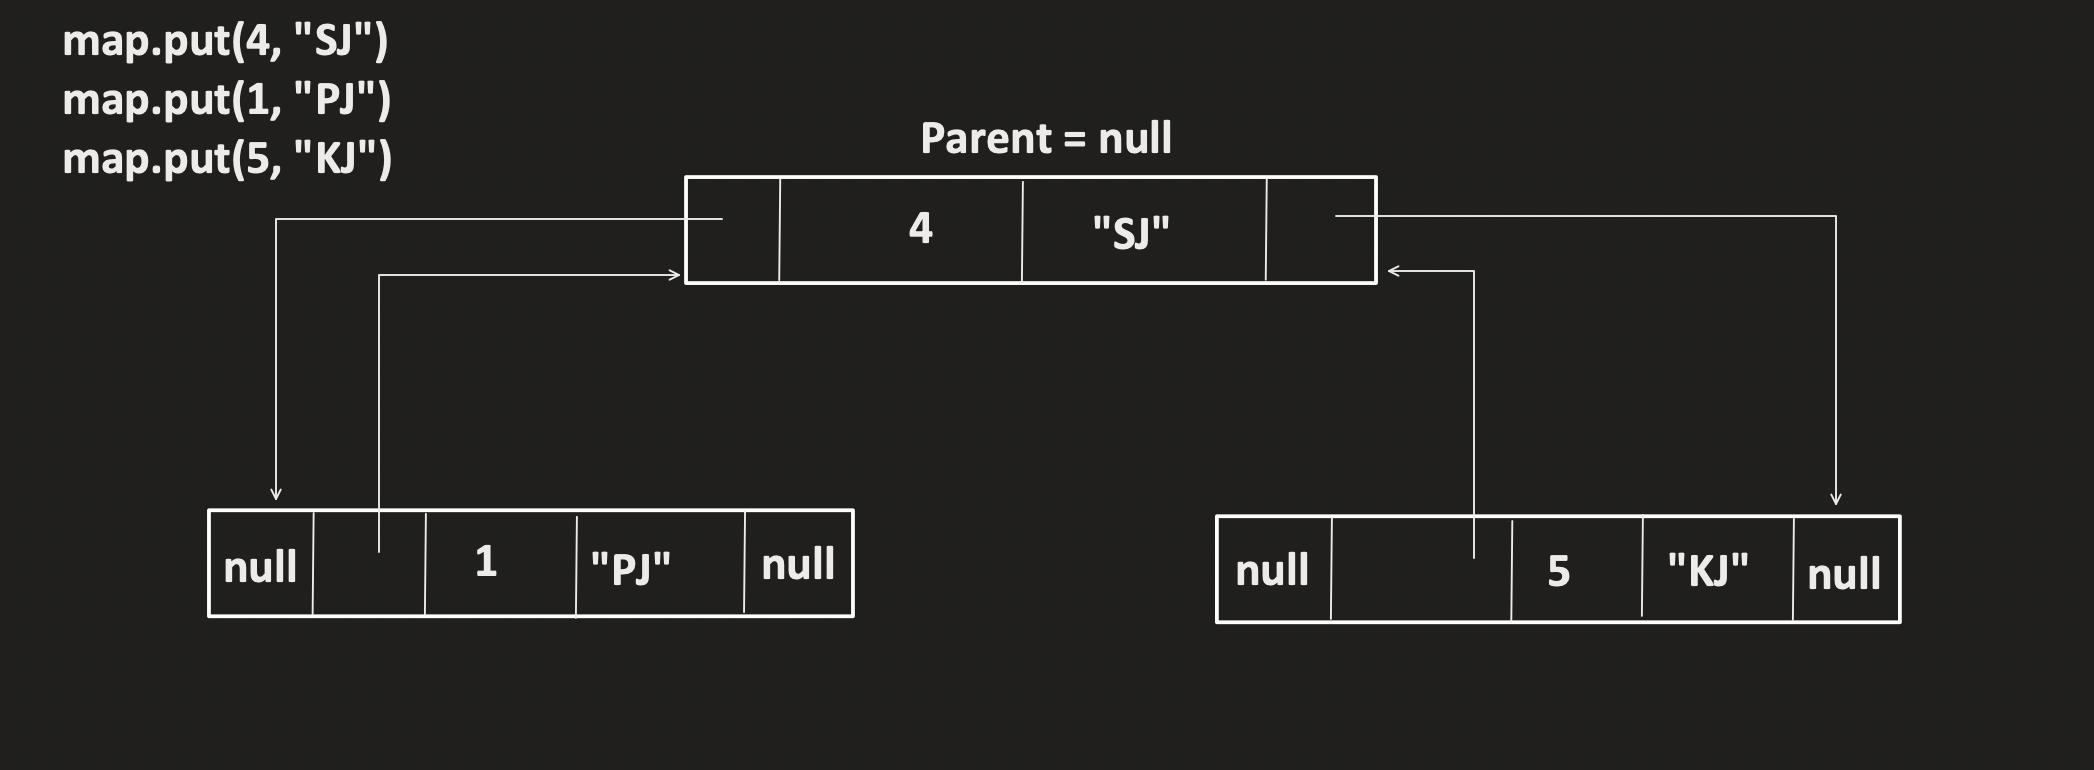 map.put(4, "SJ")
map.put(1, "PJ")
map.put(5, "KJ")
Parent = null
4 "SJ"
null 1 "PJ" null
null 5 "KJ" null